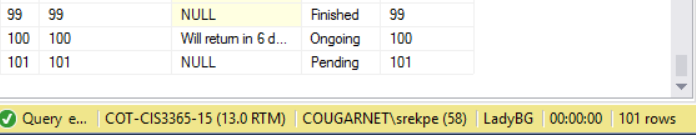 99 99 NULL Finished 99
100 100 Will return in 6 d... Ongoing 100
101 101 NULL Pending 101
Query e... COT-CIS3365-15 (13.0 RTM) COUGARNET\srekpe (58) LadyBG 00:00:00 101 rows